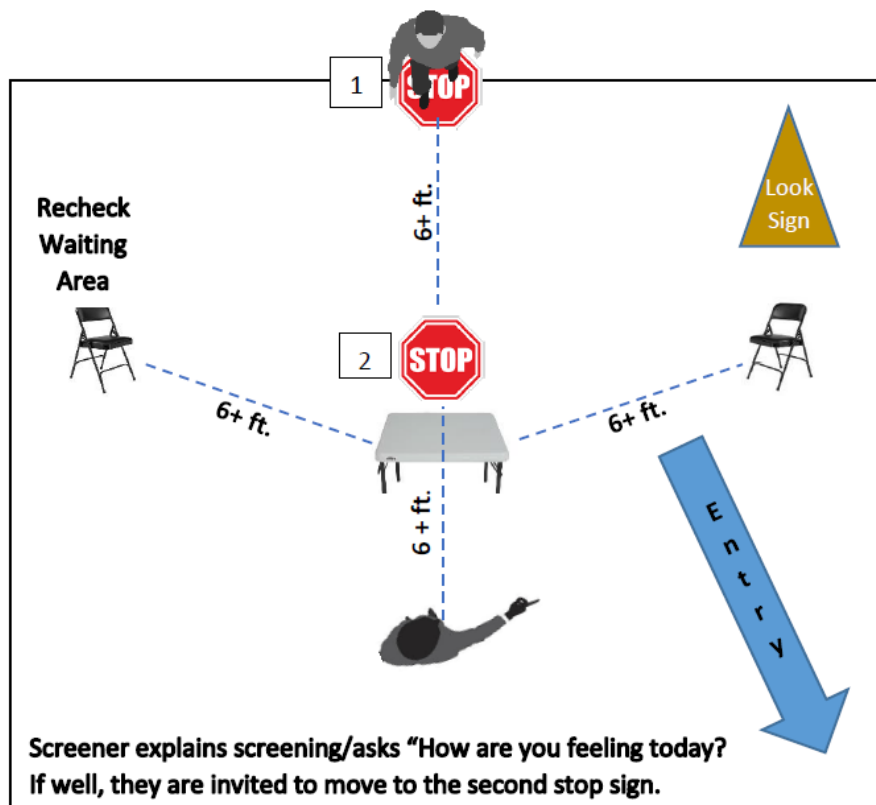 1
STOP
6+ ft.
Look
Sign
Recheck
Waiting
Area
2
STOP
6+ ft.
6+ ft.
6 + ft.
Entry
Screener explains screening/asks “How are you feeling today?
If well, they are invited to move to the second stop sign.